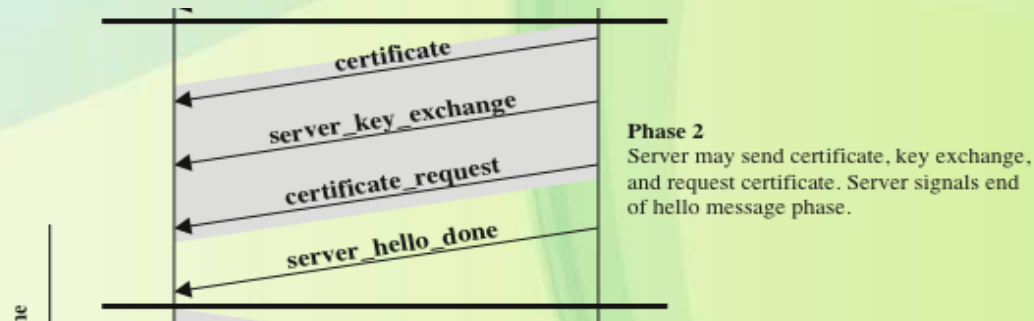 certificate
server_key_exchange
certificate_request
server_hello_done
Phase 2
Server may send certificate, key exchange,
and request certificate. Server signals end
of hello message phase.